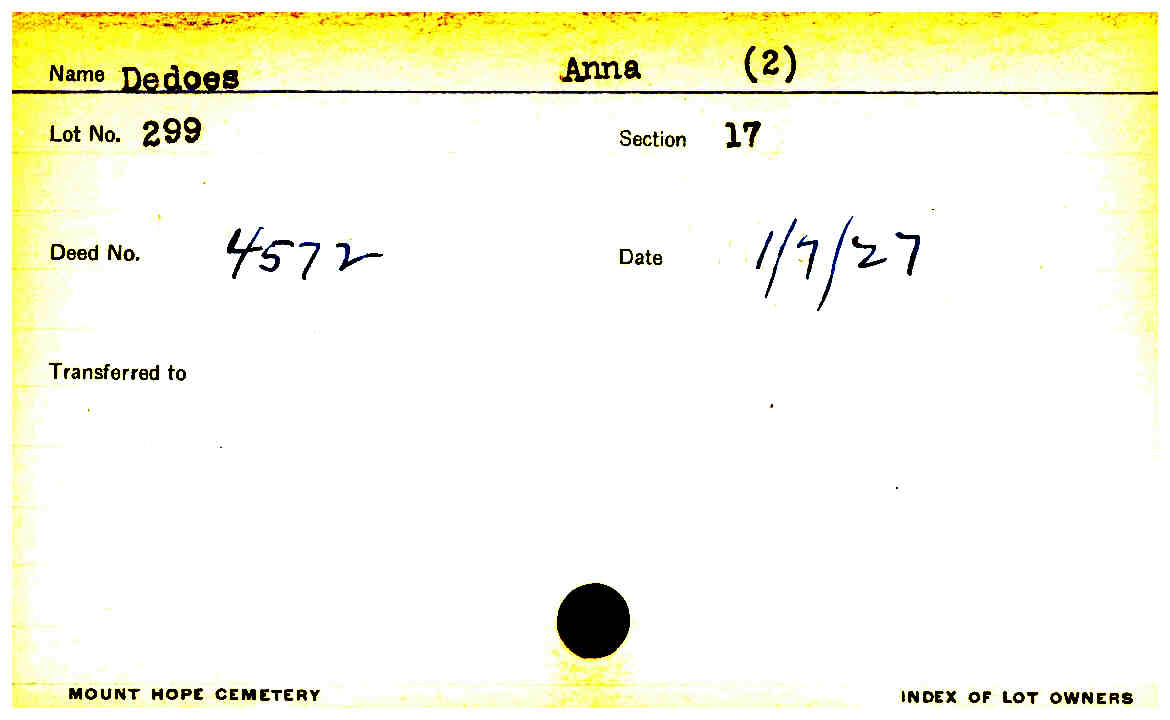 Name Dedoes Anna (2)
Lot No. 299 Section 17
Deed No. 4572 Date 1/7/27
Transferred to
MOUNT HOPE CEMETERY INDEX OF LOT OWNERS